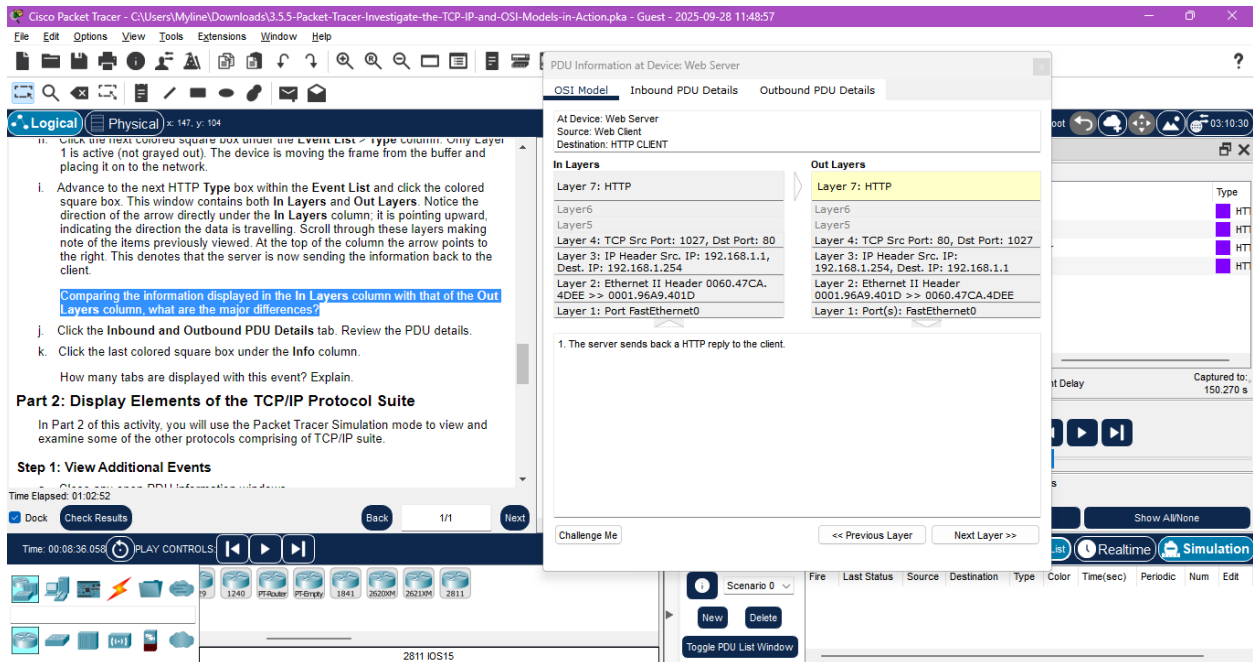 Cisco Packet Tracer - C:\Users\Myline\Downloads\3.5.5-Packet-Tracer-Investigate-the-TCP-IP-and-OSI-Models-in-Action.pka - Guest - 2025-09-28 11:48:57
File Edit Options View Tools Extensions Window Help
?
Logical Physical x: 147, y: 104
oot 03:10:30
h. Click the next colored square box under the Event List > Type column. Only Layer
1 is active (not grayed out). The device is moving the frame from the buffer and
placing it on to the network.
i. Advance to the next HTTP Type box within the Event List and click the colored
square box. This window contains both In Layers and Out Layers. Notice the
direction of the arrow directly under the In Layers column; it is pointing upward,
indicating the direction the data is travelling. Scroll through these layers making
note of the items previously viewed. At the top of the column the arrow points to
the right. This denotes that the server is now sending the information back to the
client.
Comparing the information displayed in the In Layers column with that of the Out
Layers column, what are the major differences?
j. Click the Inbound and Outbound PDU Details tab. Review the PDU details.
k. Click the last colored square box under the Info column.
How many tabs are displayed with this event? Explain.
Part 2: Display Elements of the TCP/IP Protocol Suite
In Part 2 of this activity, you will use the Packet Tracer Simulation mode to view and
examine some of the other protocols comprising of TCP/IP suite.
Step 1: View Additional Events
Time Elapsed: 01:02:52
Dock Check Results Back 1/1 Next
PDU Information at Device: Web Server
OSI Model Inbound PDU Details Outbound PDU Details
At Device: Web Server
Source: Web Client
Destination: HTTP CLIENT
In Layers
Layer 7: HTTP
Layer6
Layer5
Layer 4: TCP Src Port: 1027, Dst Port: 80
Layer 3: IP Header Src. IP: 192.168.1.1,
Dest. IP: 192.168.1.254
Layer 2: Ethernet II Header 0060.47CA.
4DEE >> 0001.96A9.401D
Layer 1: Port FastEthernet0
Out Layers
Layer 7: HTTP
Layer6
Layer5
Layer 4: TCP Src Port: 80, Dst Port: 1027
Layer 3: IP Header Src. IP:
192.168.1.254, Dest. IP: 192.168.1.1
Layer 2: Ethernet II Header
0001.96A9.401D >> 0060.47CA.4DEE
Layer 1: Port(s): FastEthernet0
1. The server sends back a HTTP reply to the client.
Challenge Me << Previous Layer Next Layer >>
Type
HT
HT
HT
HT
nt Delay
Captured to:
150.270 s
s
Show All/None
Time: 00:08:36.058 PLAY CONTROLS:
List) Realtime Simulation
29 1240 PT-Router PT-Empty 1841 2620XM 2621XM 2811
2811 IOS15
Scenario 0
New Delete
Toggle PDU List Window
Fire Last Status Source Destination Type Color Time(sec) Periodic Num Edit